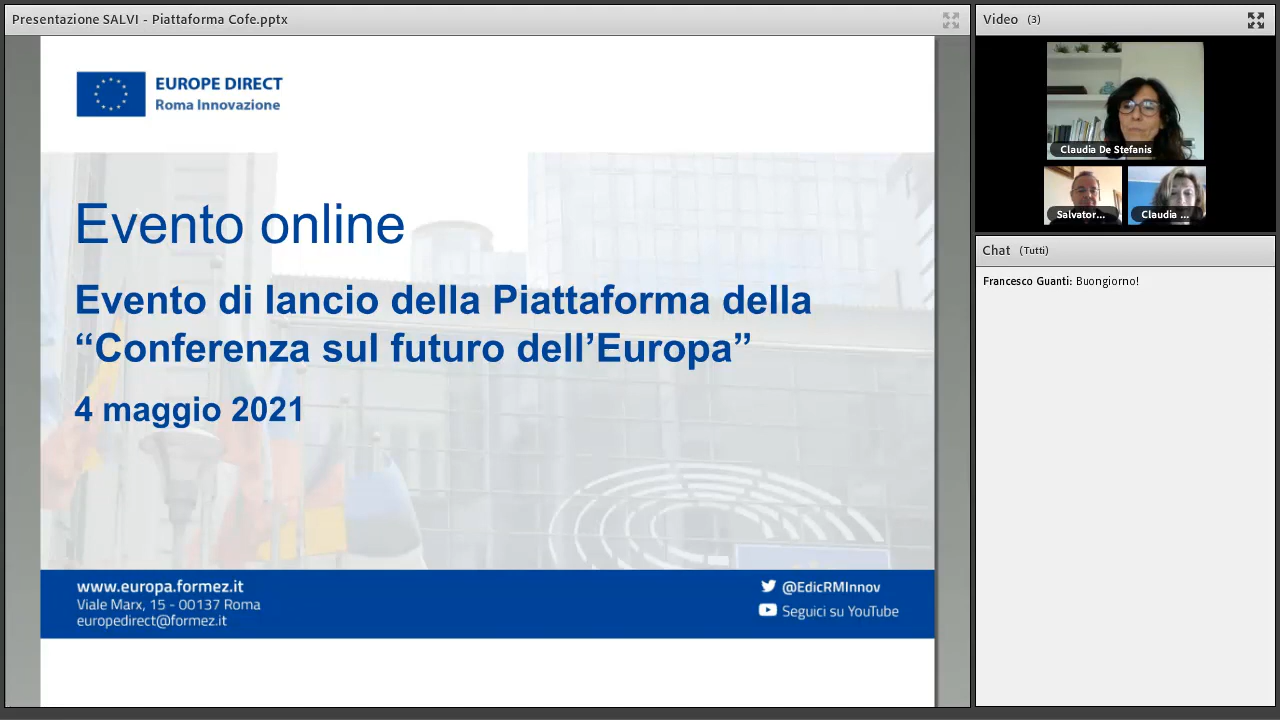 Presentazione SALVI - Piattaforma Cofe.pptx
EUROPE DIRECT
Roma Innovazione
Evento online
Evento di lancio della Piattaforma della
“Conferenza sul futuro dell’Europa”
4 maggio 2021
www.europa.formez.it
Viale Marx, 15 - 00137 Roma
europedirect@formez.it
@EdicRMInnov
Seguici su YouTube
Video (3)
Claudia De Stefanis
Salvator...
Claudia ...
Chat (Tutti)
Francesco Guanti: Buongiorno!